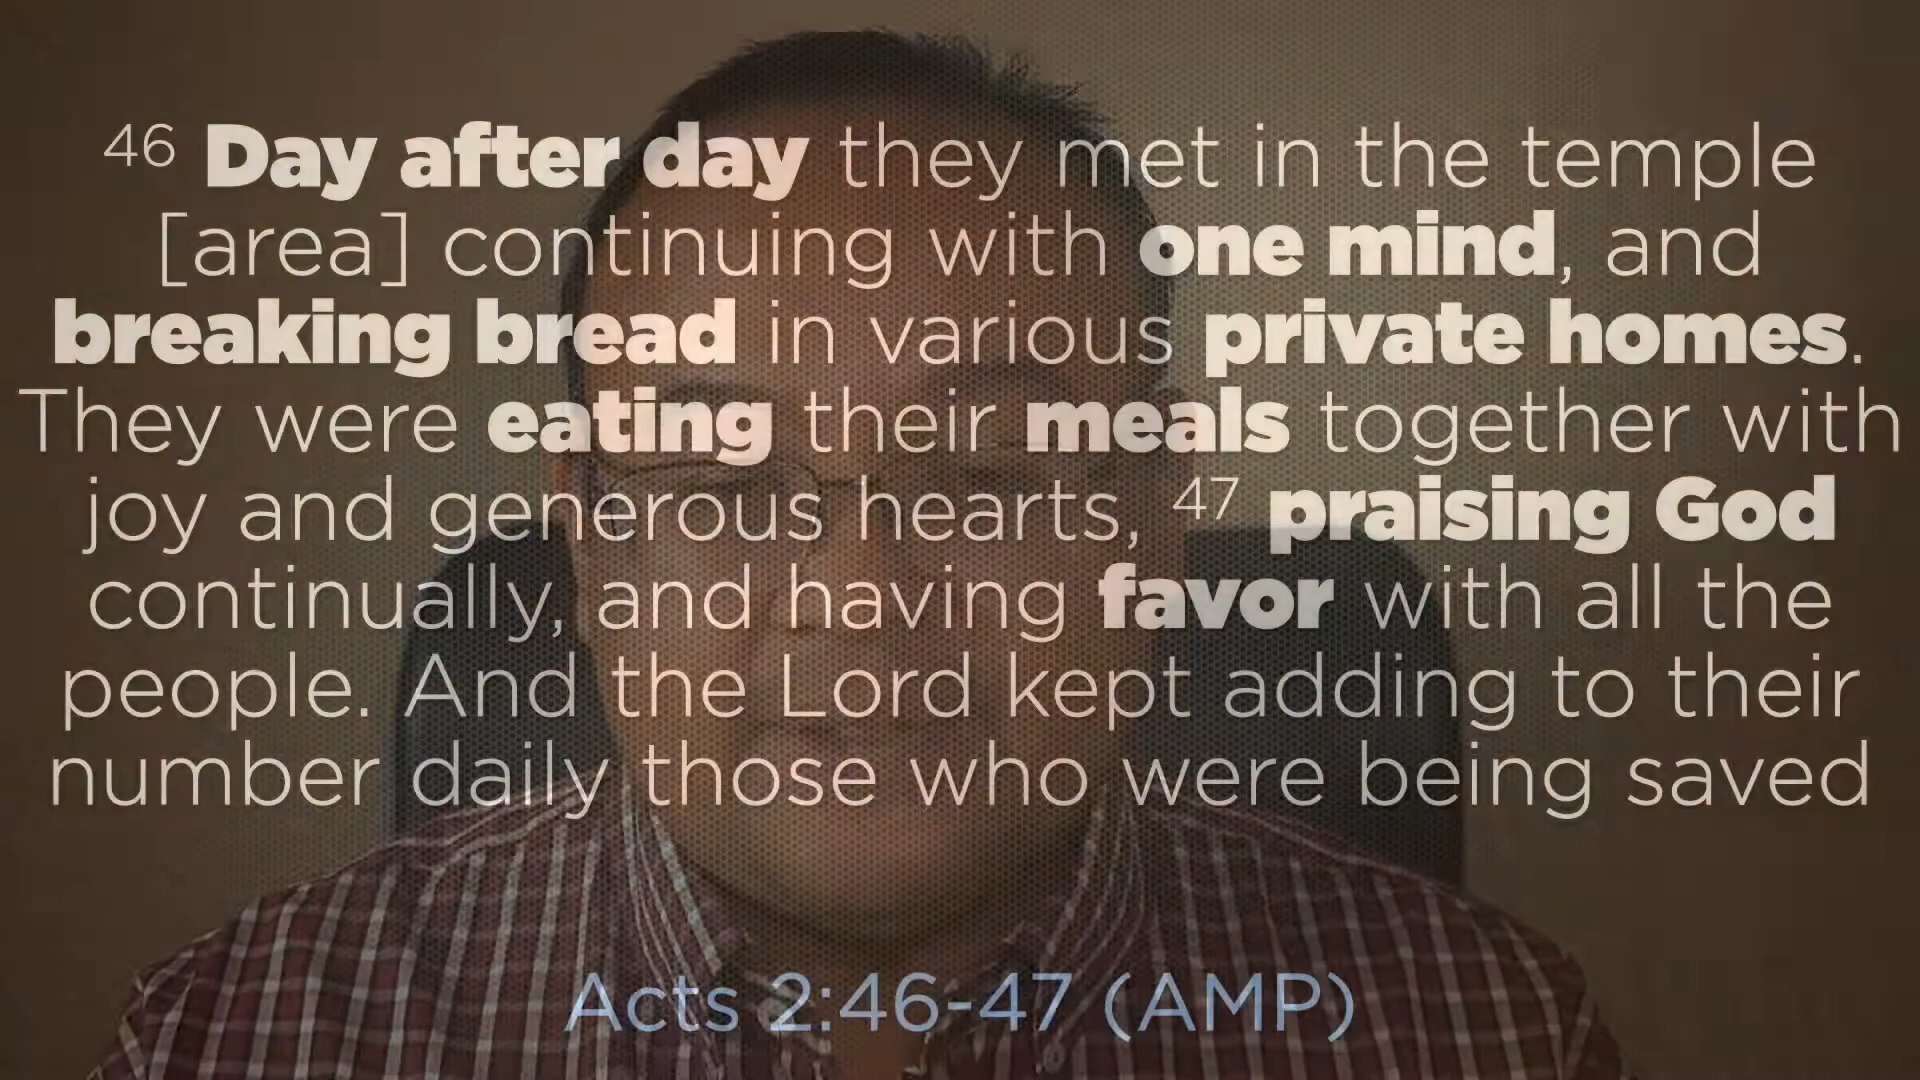 46 Day after day they met in the temple
[area] continuing with one mind, and
breaking bread in various private homes.
They were eating their meals together with
joy and generous hearts, 47 praising God
continually, and having favor with all the
people. And the Lord kept adding to their
number daily those who were being saved
Acts 2:46-47 (AMP)